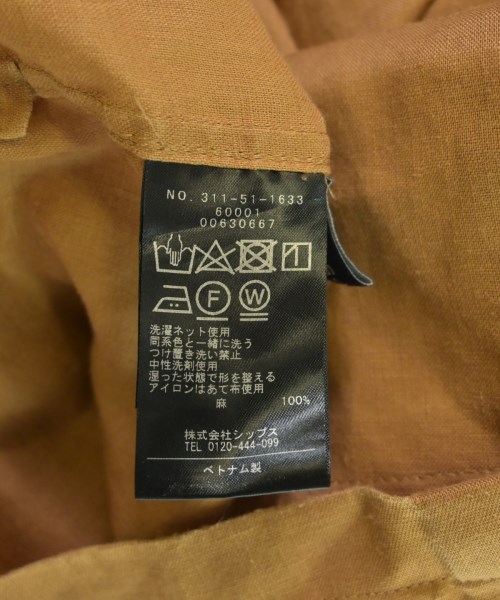 NO. 311-51-1633
60001
00630667
F W
洗濯ネット使用
同系色と一緒に洗う
つけ置き洗い禁止
中性洗剤使用
湿った状態で形を整える
アイロンはあて布使用
麻 100%
株式会社シップス
TEL 0120-444-099
ベトナム製